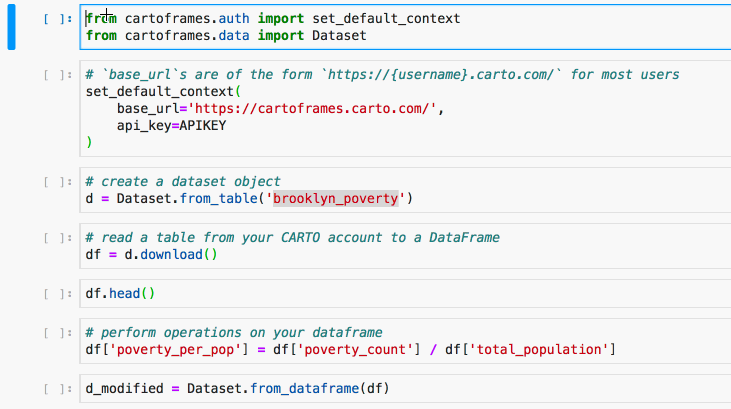 [ ]: from cartoframes.auth import set_default_context
from cartoframes.data import Dataset
[ ]: # `base_url`s are of the form `https://{username}.carto.com/` for most users
set_default_context(
    base_url='https://cartoframes.carto.com/',
    api_key=APIKEY
)
[ ]: # create a dataset object
d = Dataset.from_table('brooklyn_poverty')
[ ]: # read a table from your CARTO account to a DataFrame
df = d.download()
[ ]: df.head()
[ ]: # perform operations on your dataframe
df['poverty_per_pop'] = df['poverty_count'] / df['total_population']
[ ]: d_modified = Dataset.from_dataframe(df)